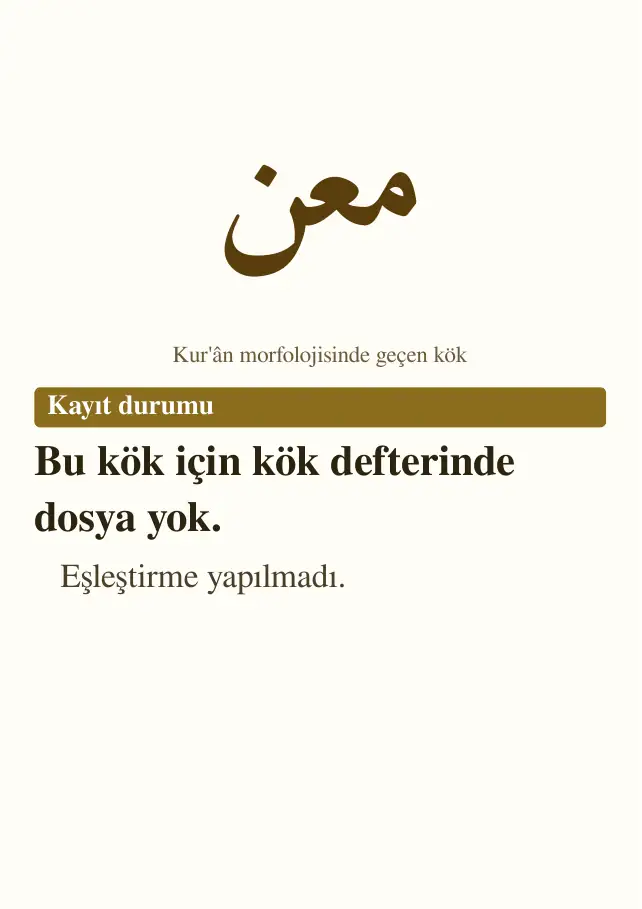 معن
Kur'ân morfolojisinde geçen kök
Kayıt durumu
Bu kök için kök defterinde
dosya yok.
Eşleştirme yapılmadı.